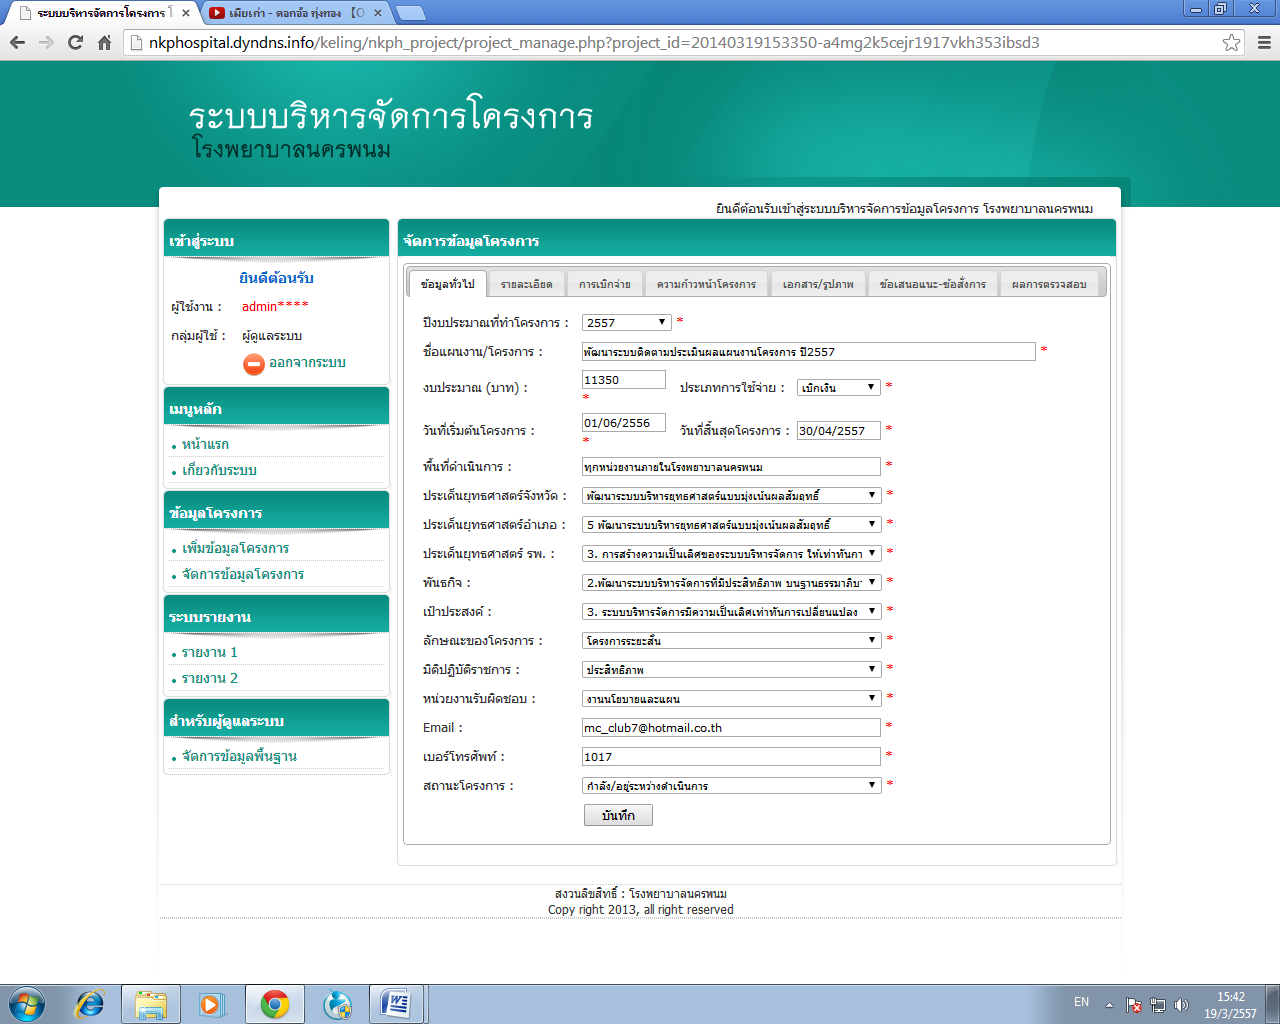 ระบบบริหารจัดการโครงการ โ
เมียเก่า - ดอกอ้อ ทุ่งทอง 【O
nkphospital.dyndns.info/keling/nkph_project/project_manage.php?project_id=20140319153350-a4mg2k5cejr1917vkh353ibsd3
ระบบบริหารจัดการโครงการ
โรงพยาบาลนครพนม
ยินดีต้อนรับเข้าสู่ระบบบริหารจัดการข้อมูลโครงการ โรงพยาบาลนครพนม
เข้าสู่ระบบ
ยินดีต้อนรับ
ผู้ใช้งาน : admin****
กลุ่มผู้ใช้ : ผู้ดูแลระบบ
ออกจากระบบ
เมนูหลัก
หน้าแรก
เกี่ยวกับระบบ
ข้อมูลโครงการ
เพิ่มข้อมูลโครงการ
จัดการข้อมูลโครงการ
ระบบรายงาน
รายงาน 1
รายงาน 2
สำหรับผู้ดูแลระบบ
จัดการข้อมูลพื้นฐาน
จัดการข้อมูลโครงการ
ข้อมูลทั่วไป รายละเอียด การเบิกจ่าย ความก้าวหน้าโครงการ เอกสาร/รูปภาพ ข้อเสนอแนะ-ข้อสั่งการ ผลการตรวจสอบ
ปีงบประมาณที่ทำโครงการ : 2557 *
ชื่อแผนงาน/โครงการ : พัฒนาระบบติดตามประเมินผลแผนงานโครงการ ปี2557 *
งบประมาณ (บาท) : 11350 * ประเภทการใช้จ่าย : เบิกเงิน *
วันที่เริ่มต้นโครงการ : 01/06/2556 * วันที่สิ้นสุดโครงการ : 30/04/2557 *
พื้นที่ดำเนินการ : ทุกหน่วยงานภายในโรงพยาบาลนครพนม *
ประเด็นยุทธศาสตร์จังหวัด : พัฒนาระบบบริหารยุทธศาสตร์แบบมุ่งเน้นผลสัมฤทธิ์ *
ประเด็นยุทธศาสตร์อำเภอ : 5 พัฒนาระบบบริหารยุทธศาสตร์แบบมุ่งเน้นผลสัมฤทธิ์ *
ประเด็นยุทธศาสตร์ รพ. : 3. การสร้างความเป็นเลิศของระบบบริหารจัดการ ให้เท่าทันกา *
พันธกิจ : 2.พัฒนาระบบบริหารจัดการที่มีประสิทธิภาพ บนฐานธรรมาภิบา *
เป้าประสงค์ : 3. ระบบบริหารจัดการมีความเป็นเลิศเท่าทันการเปลี่ยนแปลง *
ลักษณะของโครงการ : โครงการระยะสั้น *
มิติปฏิบัติราชการ : ประสิทธิภาพ *
หน่วยงานรับผิดชอบ : งานนโยบายและแผน *
Email : mc_club7@hotmail.co.th *
เบอร์โทรศัพท์ : 1017 *
สถานะโครงการ : กำลัง/อยู่ระหว่างดำเนินการ *
บันทึก
สงวนลิขสิทธิ์ : โรงพยาบาลนครพนม
Copy right 2013, all right reserved
EN
15:42
19/3/2557